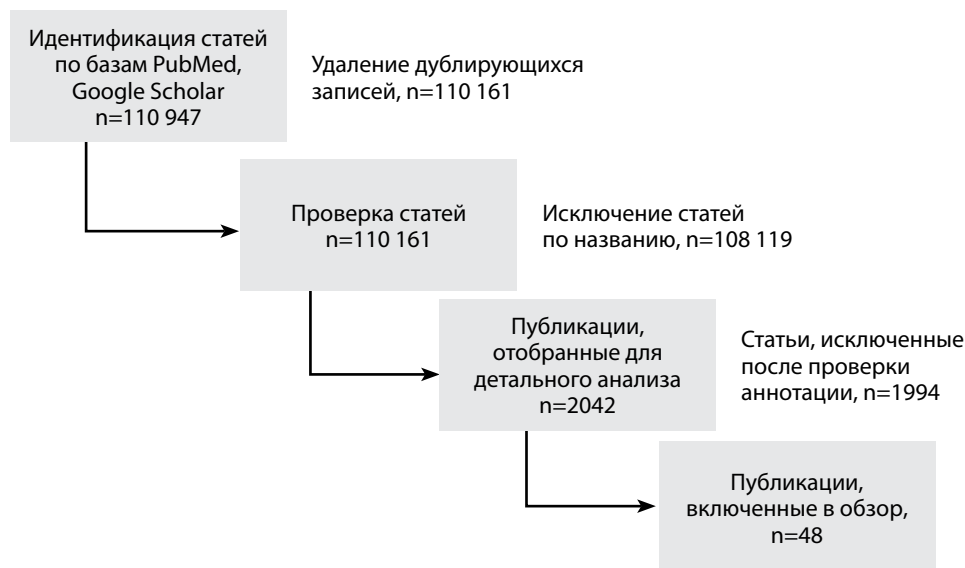 Идентификация статей
по базам PubMed,
Google Scholar
n=110 947
Удаление дублирующихся
записей, n=110 161
Проверка статей
n=110 161
Исключение статей
по названию, n=108 119
Публикации,
отобранные для
детального анализа
n=2042
Статьи, исключенные
после проверки
аннотации, n=1994
Публикации,
включенные в обзор,
n=48